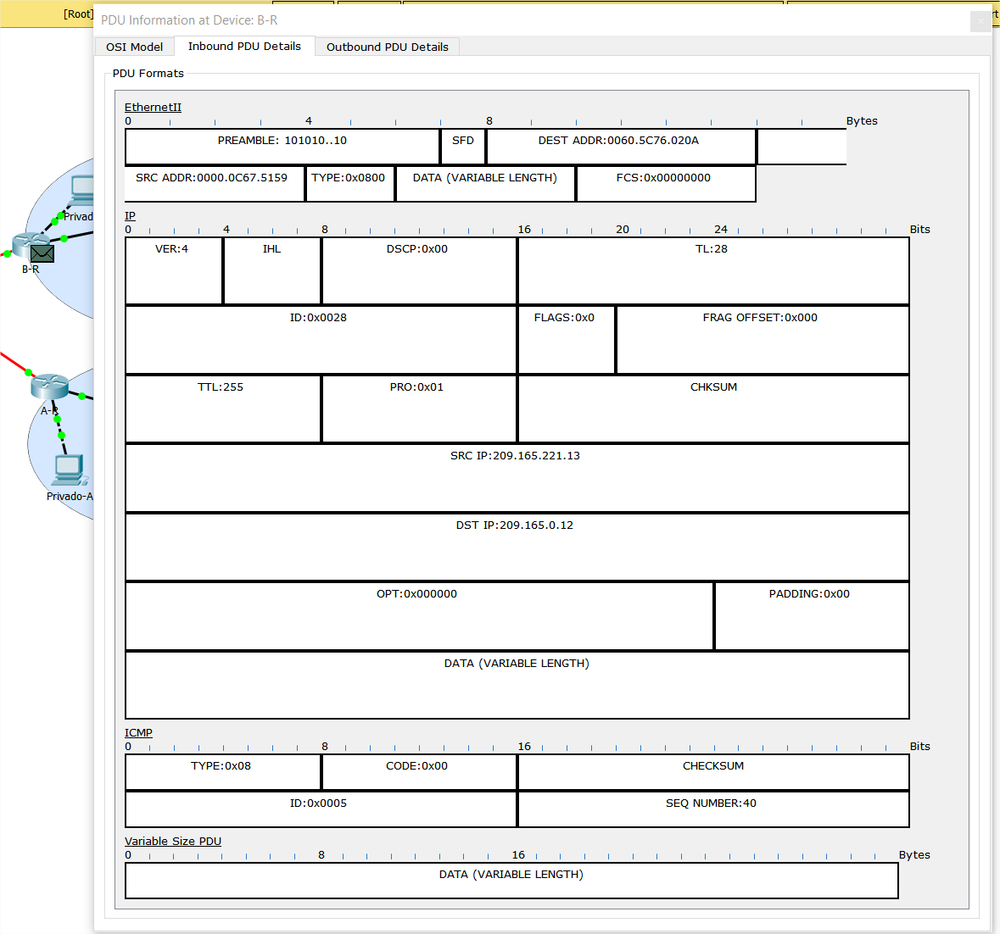 [Root]
PDU Information at Device: B-R
rt
OSI Model Inbound PDU Details Outbound PDU Details
PDU Formats
EthernetII
0 4 8 Bytes
PREAMBLE: 101010..10 SFD DEST ADDR:0060.5C76.020A
SRC ADDR:0000.0C67.5159 TYPE:0x0800 DATA (VARIABLE LENGTH) FCS:0x00000000
IP
0 4 8 16 20 24 Bits
VER:4 IHL DSCP:0x00 TL:28
ID:0x0028 FLAGS:0x0 FRAG OFFSET:0x000
TTL:255 PRO:0x01 CHKSUM
SRC IP:209.165.221.13
DST IP:209.165.0.12
OPT:0x000000 PADDING:0x00
DATA (VARIABLE LENGTH)
ICMP
0 8 16 Bits
TYPE:0x08 CODE:0x00 CHECKSUM
ID:0x0005 SEQ NUMBER:40
Variable Size PDU
0 8 16 Bytes
DATA (VARIABLE LENGTH)
Privad
B-R
A-R
Privado-A